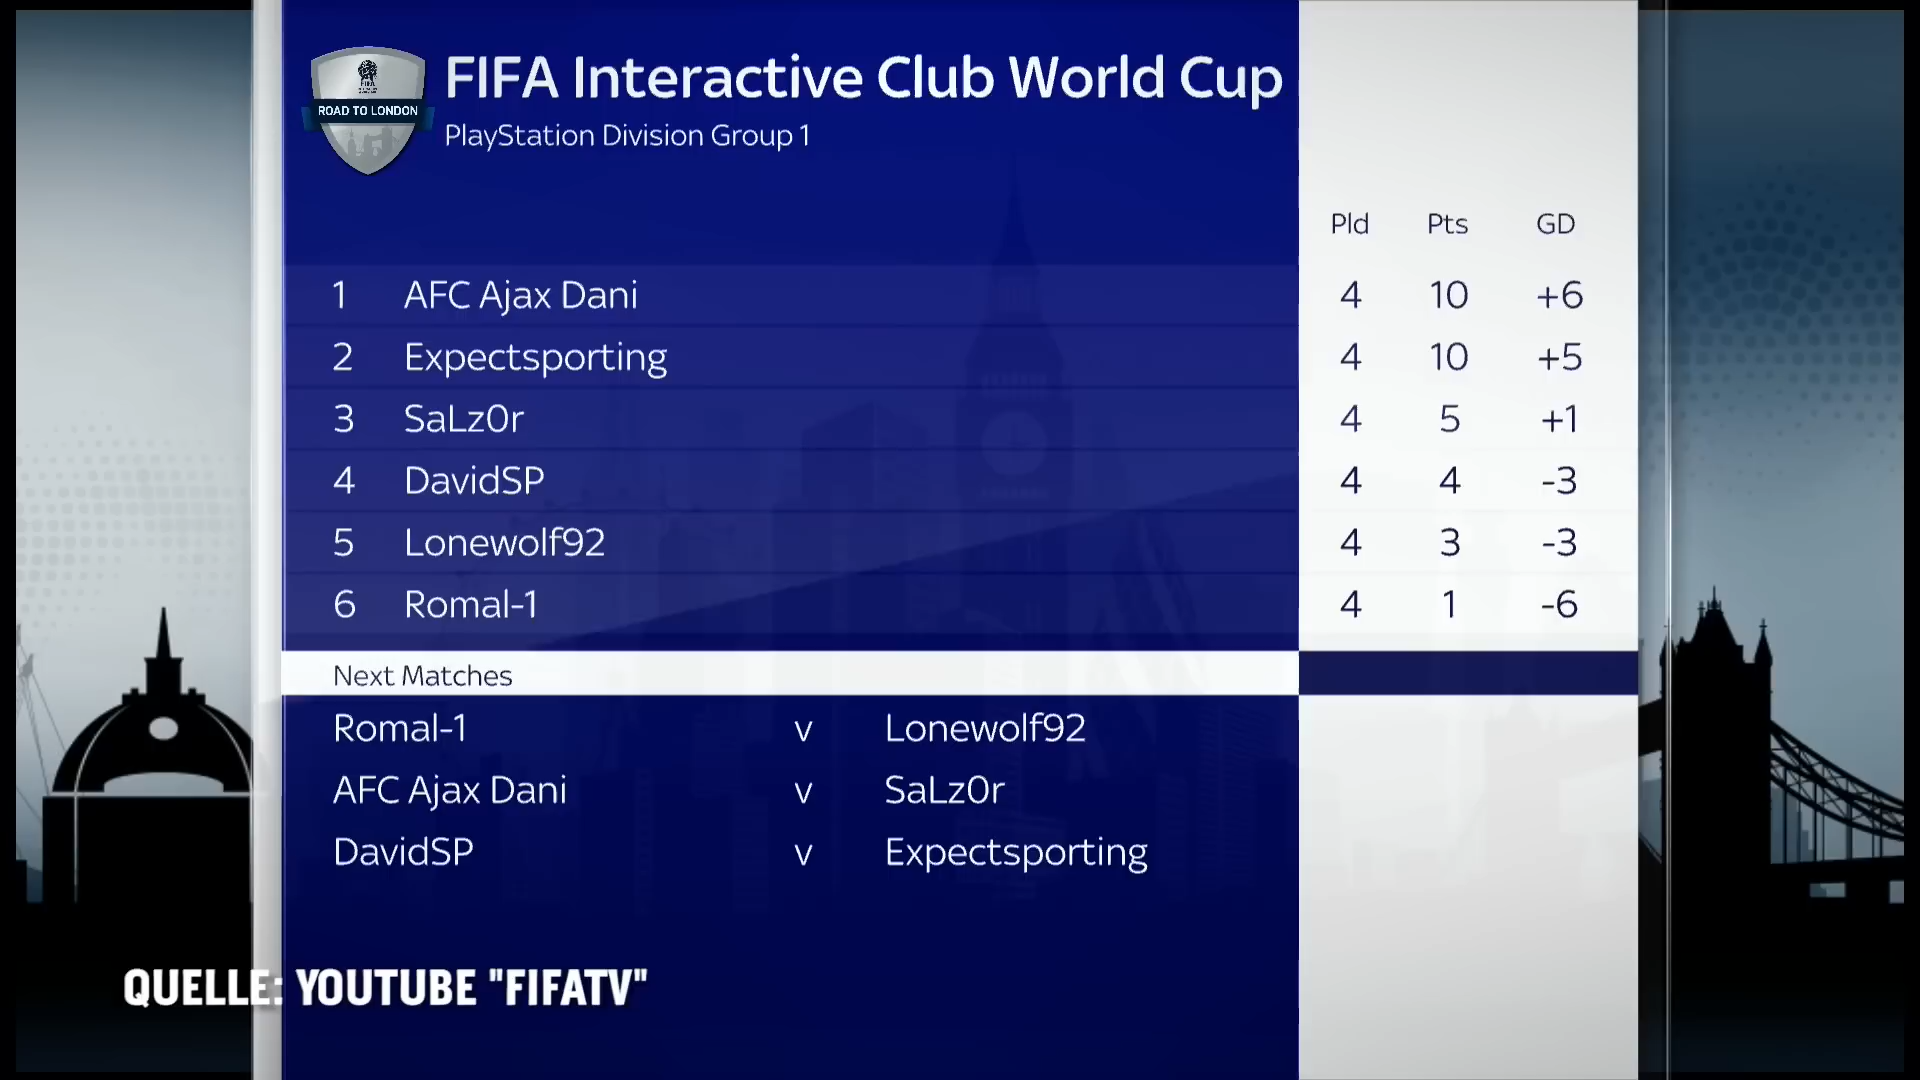 FIFA Interactive Club World Cup
PlayStation Division Group 1
ROAD TO LONDON
Pld Pts GD
1 AFC Ajax Dani 4 10 +6
2 Expectsporting 4 10 +5
3 SaLz0r 4 5 +1
4 DavidSP 4 4 -3
5 Lonewolf92 4 3 -3
6 Romal-1 4 1 -6
Next Matches
Romal-1 v Lonewolf92
AFC Ajax Dani v SaLz0r
DavidSP v Expectsporting
QUELLE: YOUTUBE "FIFATV"